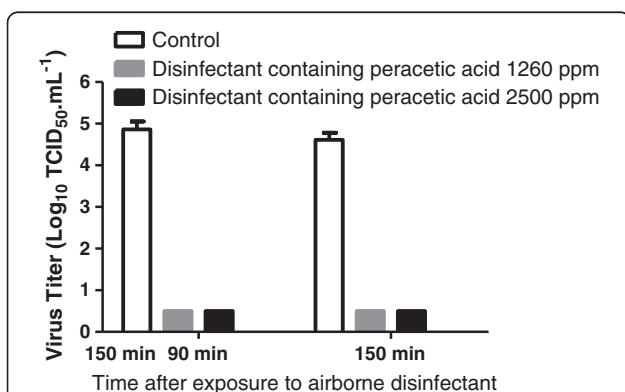 Control
Disinfectant containing peracetic acid 1260 ppm
Disinfectant containing peracetic acid 2500 ppm
Virus Titer (Log₁₀ TCID₅₀.mL⁻¹)
6
5
4
3
2
1
0
150 min 90 min 150 min
Time after exposure to airborne disinfectant